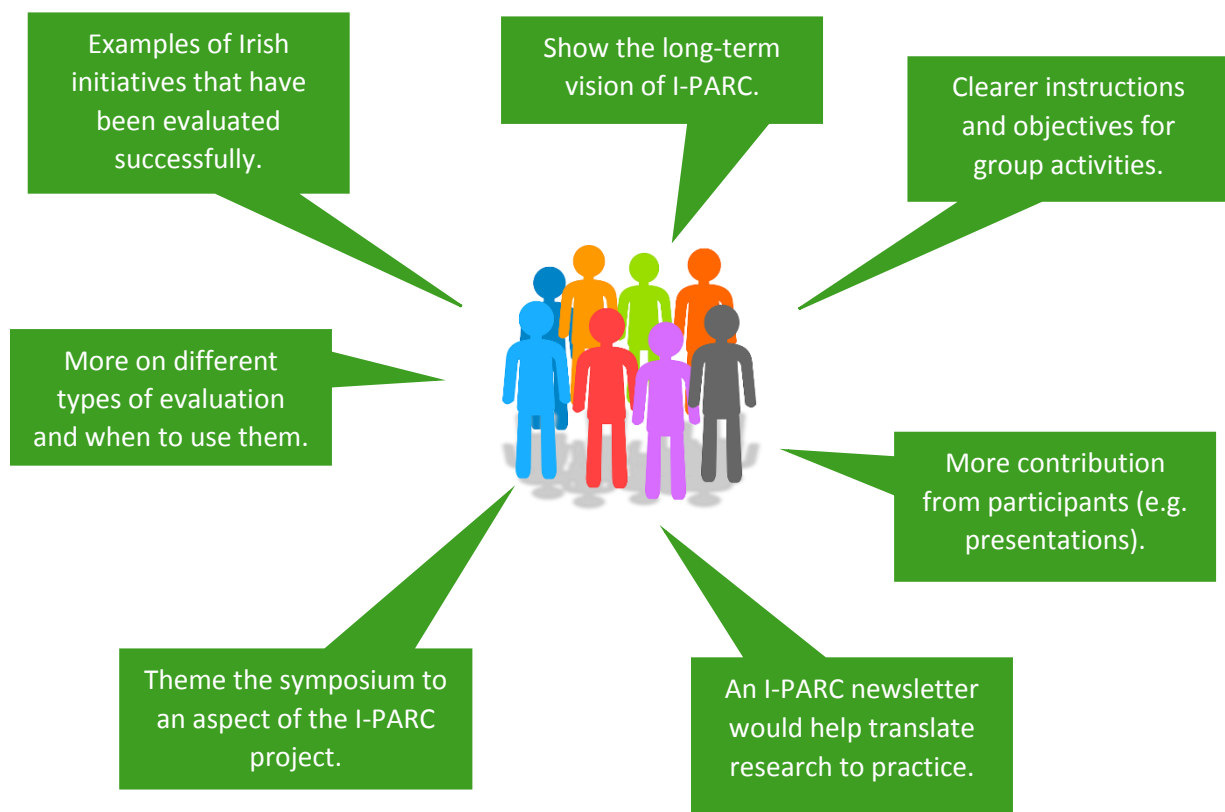 Examples of Irish
initiatives that have
been evaluated
successfully.
Show the long-term
vision of I-PARC.
Clearer instructions
and objectives for
group activities.
More on different
types of evaluation
and when to use them.
More contribution
from participants (e.g.
presentations).
Theme the symposium to
an aspect of the I-PARC
project.
An I-PARC newsletter
would help translate
research to practice.